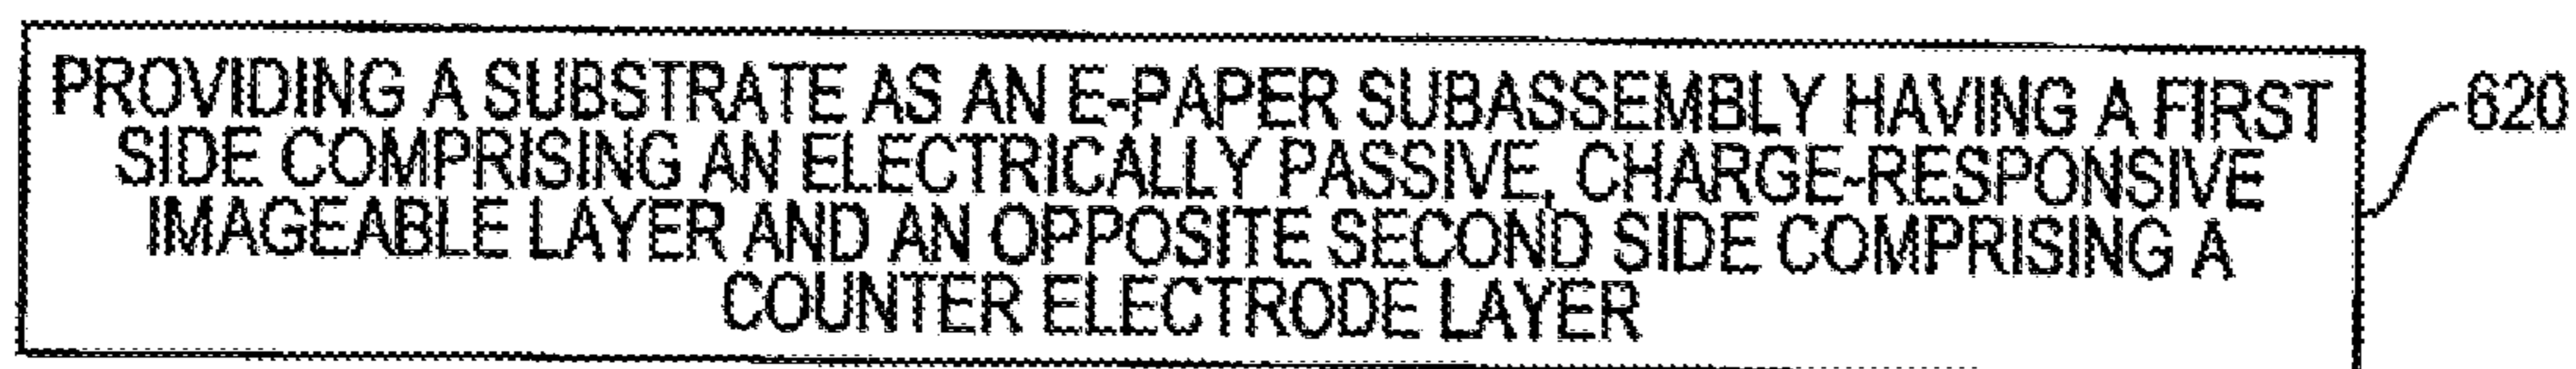 PROVIDING A SUBSTRATE AS AN E-PAPER SUBASSEMBLY HAVING A FIRST
SIDE COMPRISING AN ELECTRICALLY PASSIVE, CHARGE-RESPONSIVE
IMAGEABLE LAYER AND AN OPPOSITE SECOND SIDE COMPRISING A
COUNTER ELECTRODE LAYER
620